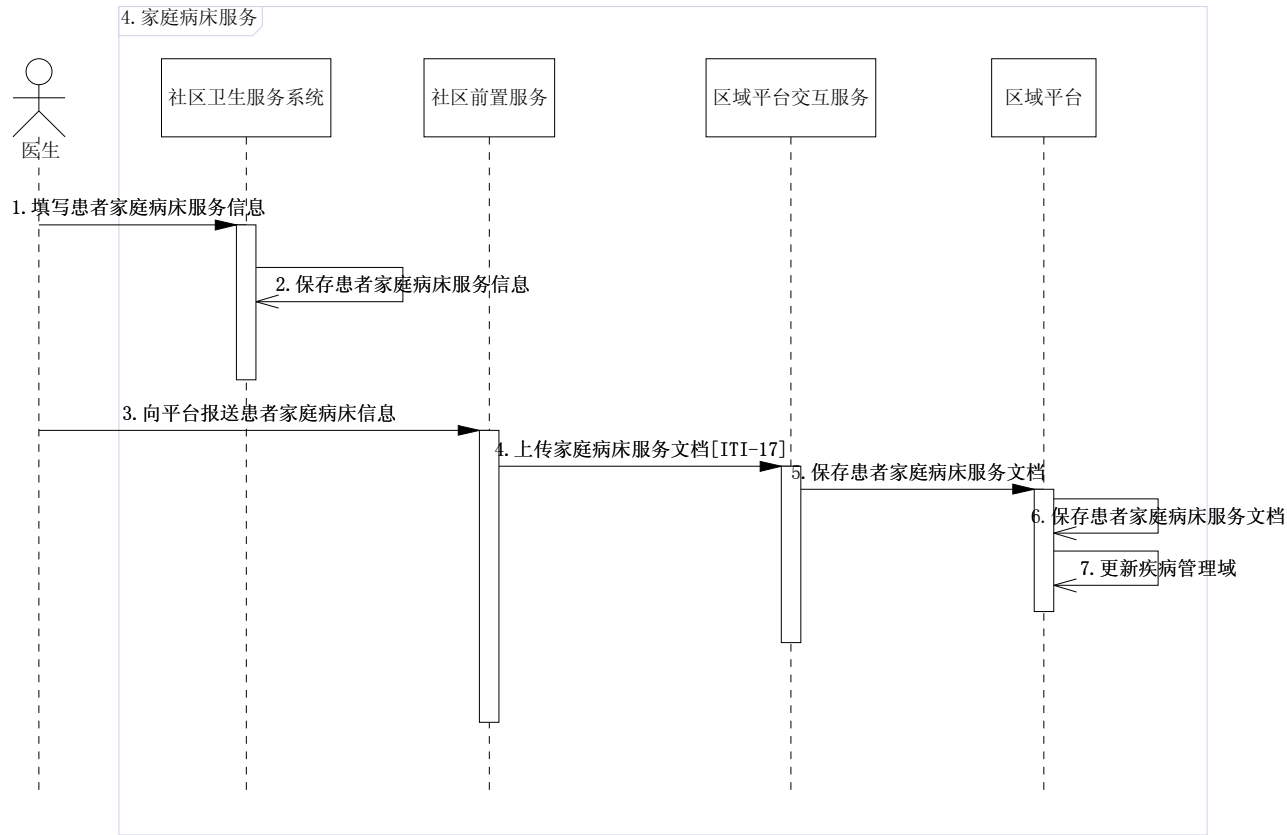 4.家庭病床服务
社区卫生服务系统
社区前置服务
区域平台交互服务
区域平台
医生
1.填写患者家庭病床服务信息
2.保存患者家庭病床服务信息
3.向平台报送患者家庭病床信息
4.上传家庭病床服务文档[ITI-17]
5.保存患者家庭病床服务文档
6.保存患者家庭病床服务文档
7.更新疾病管理域